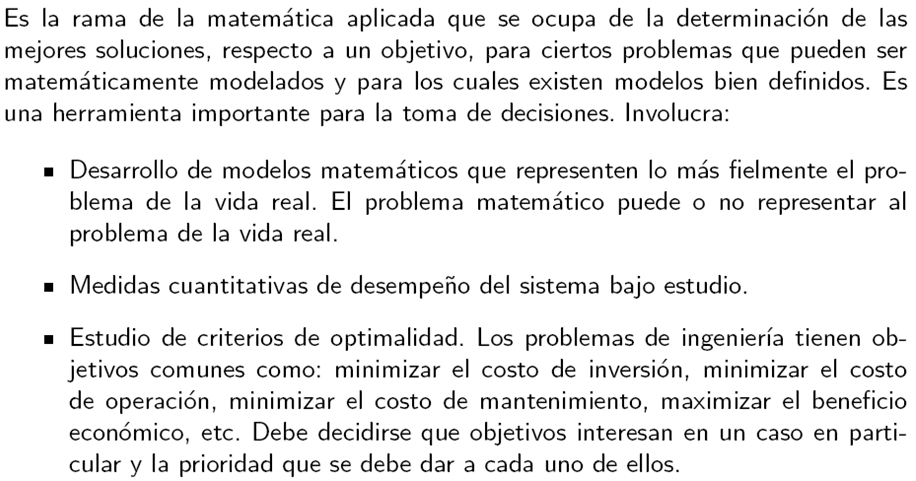 Es la rama de la matemática aplicada que se ocupa de la determinación de las
mejores soluciones, respecto a un objetivo, para ciertos problemas que pueden ser
matemáticamente modelados y para los cuales existen modelos bien definidos. Es
una herramienta importante para la toma de decisiones. Involucra:
▪ Desarrollo de modelos matemáticos que representen lo más fielmente el pro-
blema de la vida real. El problema matemático puede o no representar al
problema de la vida real.
▪ Medidas cuantitativas de desempeño del sistema bajo estudio.
▪ Estudio de criterios de optimalidad. Los problemas de ingeniería tienen ob-
jetivos comunes como: minimizar el costo de inversión, minimizar el costo
de operación, minimizar el costo de mantenimiento, maximizar el beneficio
económico, etc. Debe decidirse que objetivos interesan en un caso en parti-
cular y la prioridad que se debe dar a cada uno de ellos.